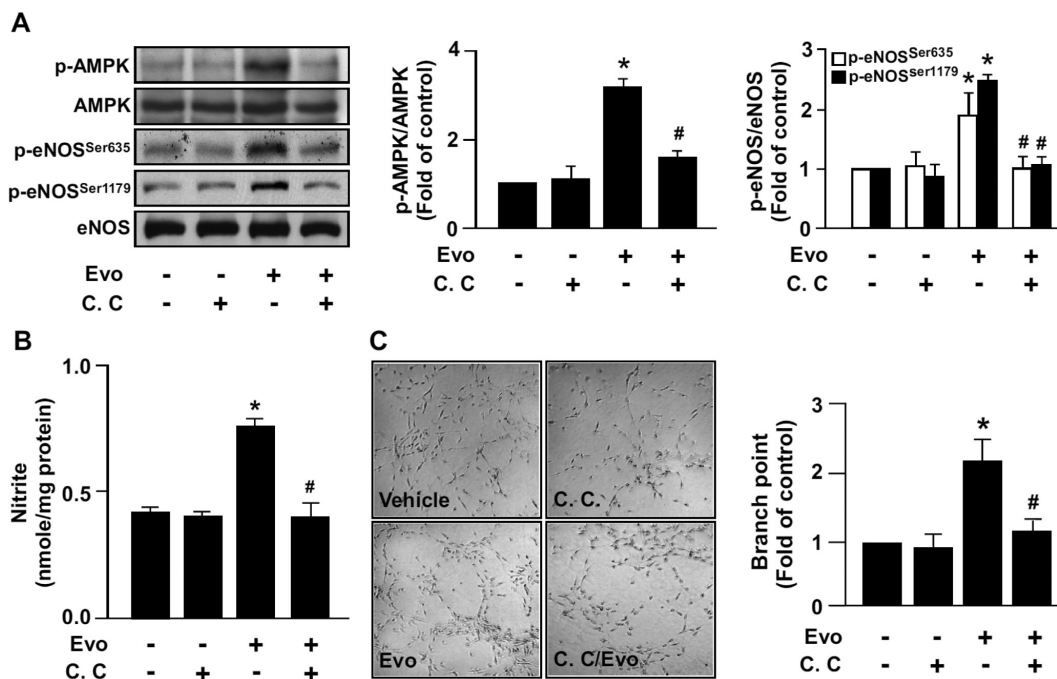 A
p-AMPK
AMPK
p-eNOSSer635
p-eNOSSer1179
eNOS
Evo - - + +
C. C - + - +
p-AMPK/AMPK
(Fold of control)
4
2
0
*
#
Evo - - + +
C. C - + - +
p-eNOS/eNOS
(Fold of control)
3
2
1
0
p-eNOSSer635
p-eNOSser1179
* *
# #
- - + +
- + - +
B
Nitrite
(nmole/mg protein)
1.0
0.5
0.0
*
#
Evo - - + +
C. C - + - +
C
Vehicle
C. C.
Evo
C. C/Evo
Branch point
(Fold of control)
3
2
1
0
*
#
Evo - - + +
C. C - + - +